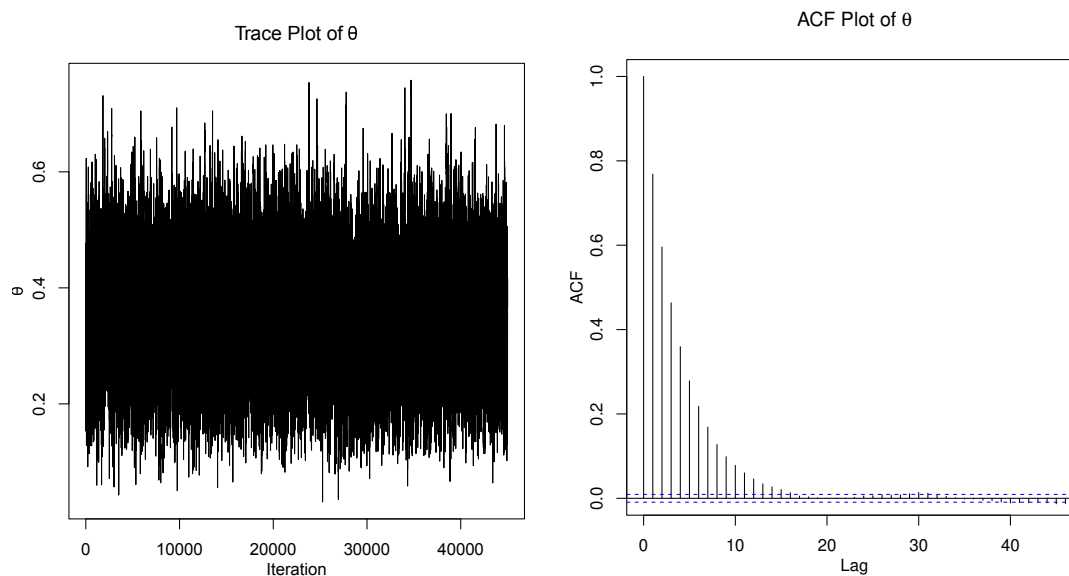 Trace Plot of θ
0.6
0.4
0.2
θ
0 10000 20000 30000 40000
Iteration
ACF Plot of θ
1.0
0.8
0.6
0.4
0.2
0.0
ACF
0 10 20 30 40
Lag